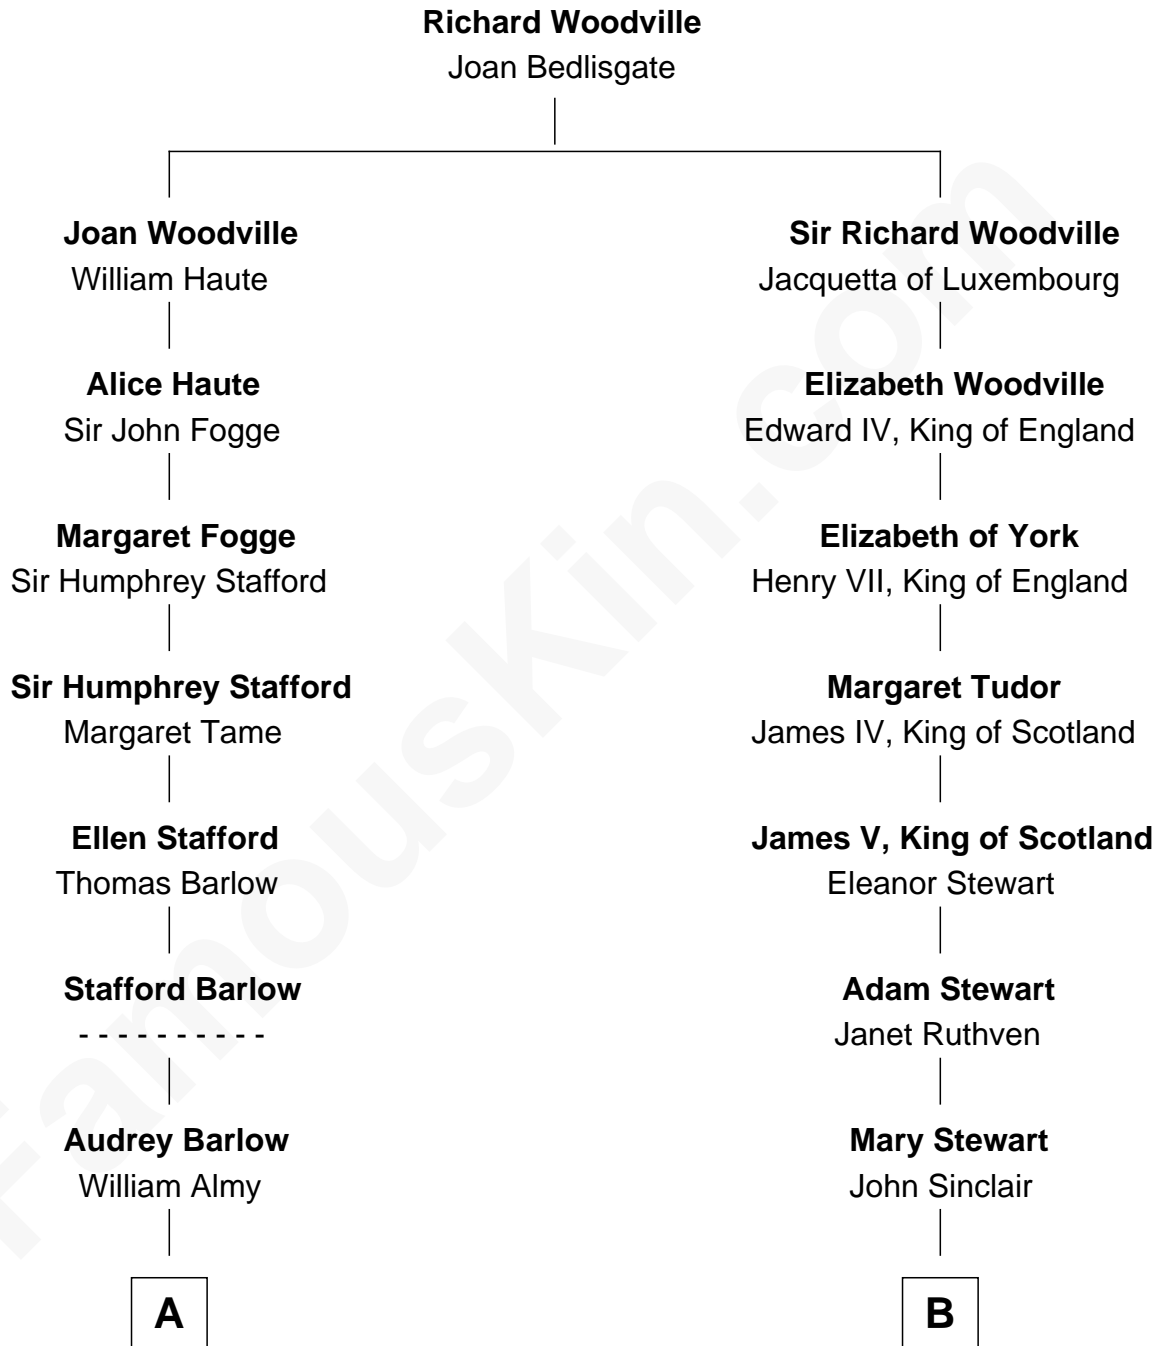 Richard Woodville
Joan Bedlisgate
Joan Woodville
William Haute
Sir Richard Woodville
Jacquetta of Luxembourg
Alice Haute
Sir John Fogge
Elizabeth Woodville
Edward IV, King of England
Margaret Fogge
Sir Humphrey Stafford
Elizabeth of York
Henry VII, King of England
Sir Humphrey Stafford
Margaret Tame
Margaret Tudor
James IV, King of Scotland
Ellen Stafford
Thomas Barlow
James V, King of Scotland
Eleanor Stewart
Stafford Barlow
- - - - - - - - - -
Adam Stewart
Janet Ruthven
Audrey Barlow
William Almy
Mary Stewart
John Sinclair
A
B
FamousKin.com